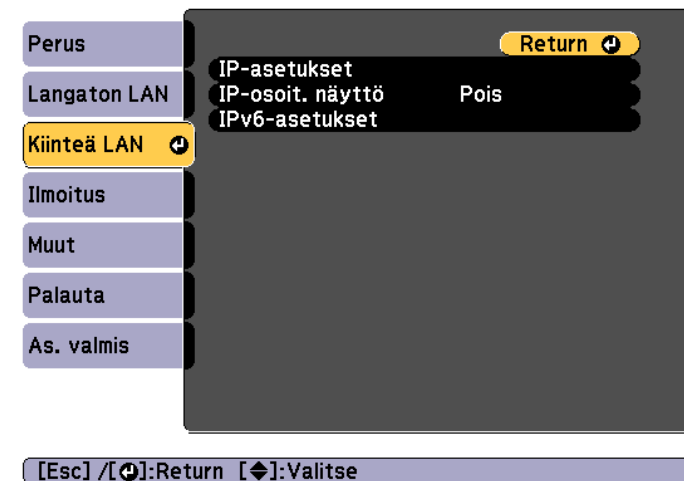 Perus
Langaton LAN
Kiinteä LAN
Ilmoitus
Muut
Palauta
As. valmis
Return
IP-asetukset
IP-osoit. näyttö Pois
IPv6-asetukset
[Esc] /[⏎]:Return [◆]:Valitse